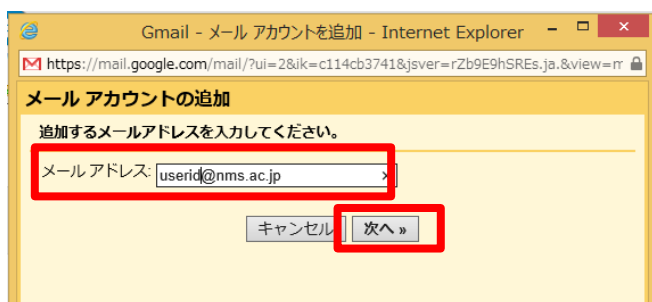 Gmail - メール アカウントを追加 - Internet Explorer
https://mail.google.com/mail/?ui=2&ik=c114cb3741&jsver=rZb9E9hSREs.ja.&view=m
メール アカウントの追加
追加するメールアドレスを入力してください。
メール アドレス: userid@nms.ac.jp ×
キャンセル 次へ »